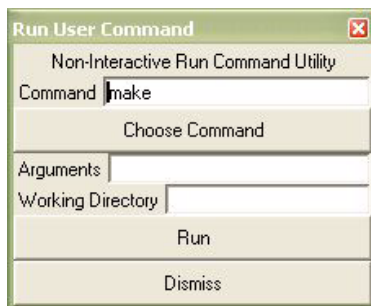 Run User Command
Non-Interactive Run Command Utility
Command make
Choose Command
Arguments
Working Directory
Run
Dismiss